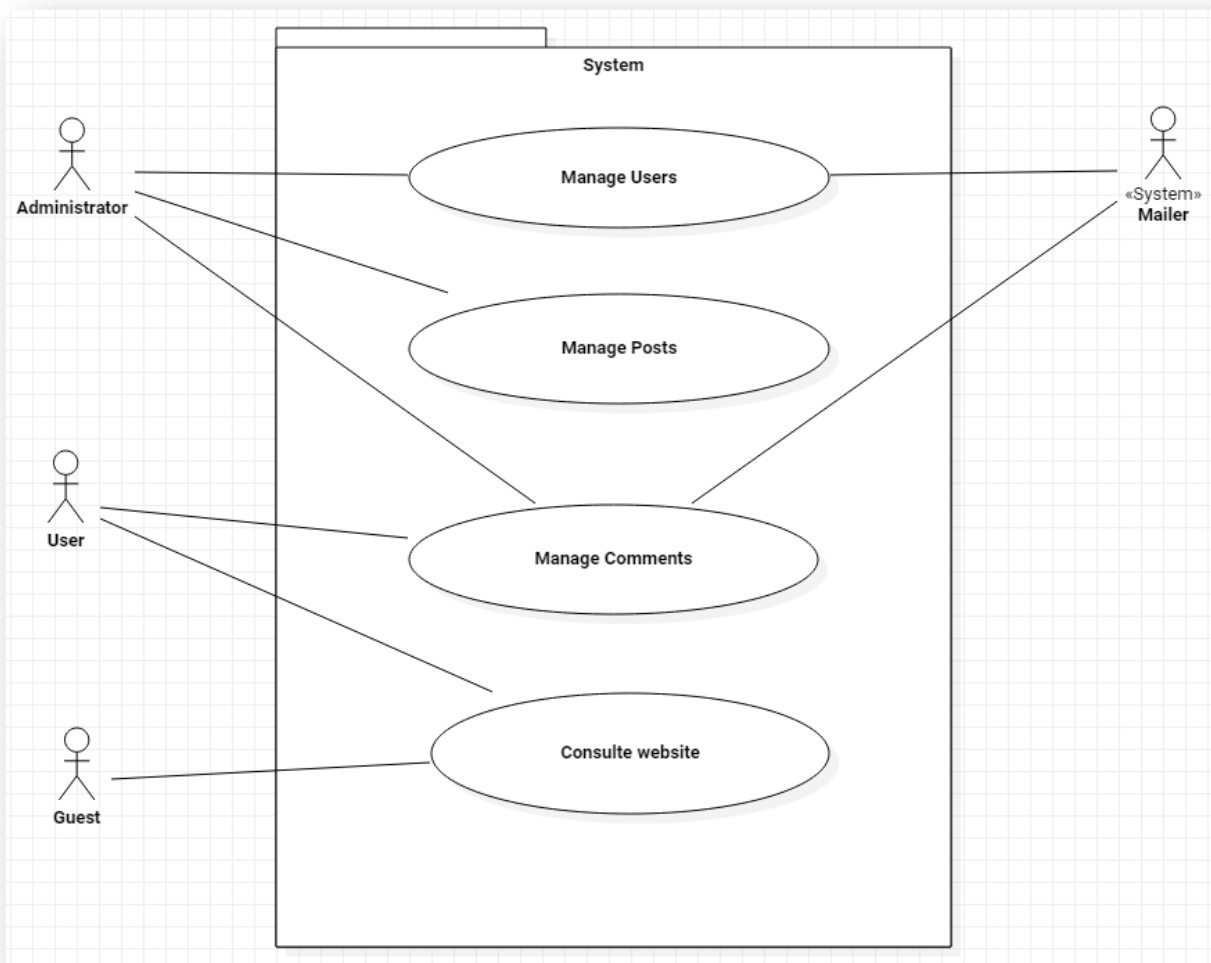 System
Administrator
Manage Users
«System»
Mailer
Manage Posts
User
Manage Comments
Guest
Consulte website